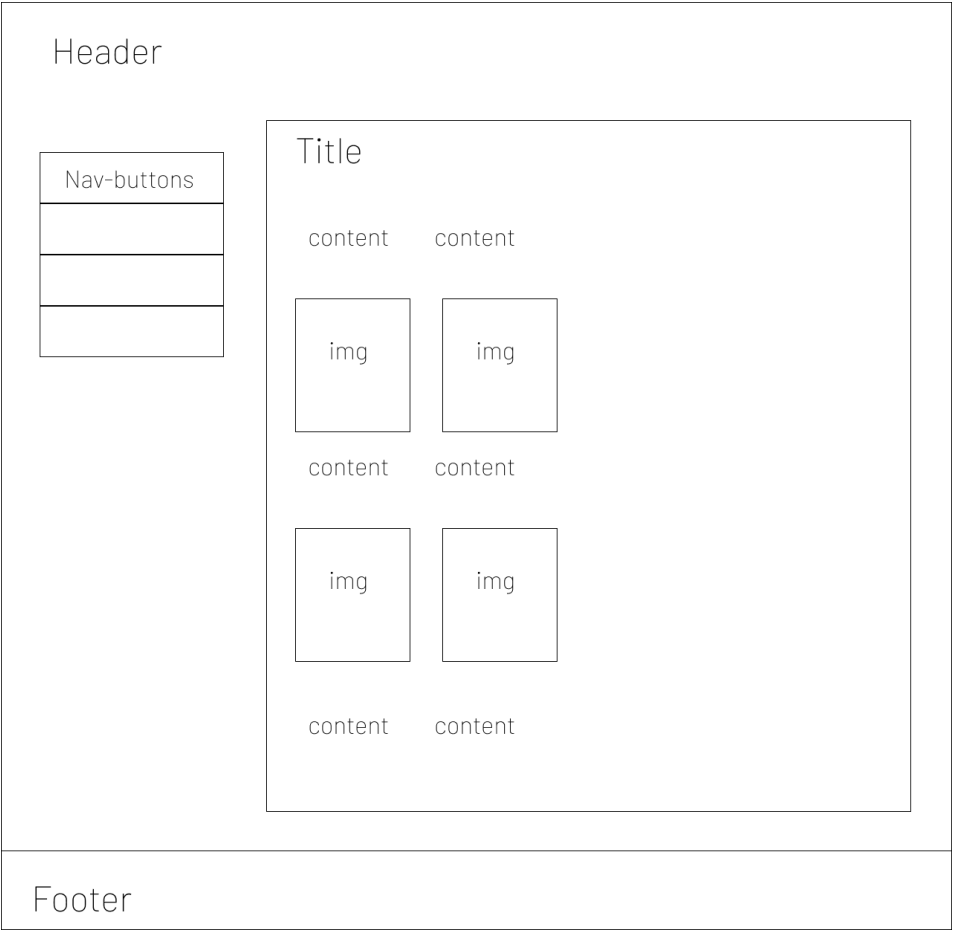 Header
Nav-buttons
Title
content content
img img
content content
img img
content content
Footer